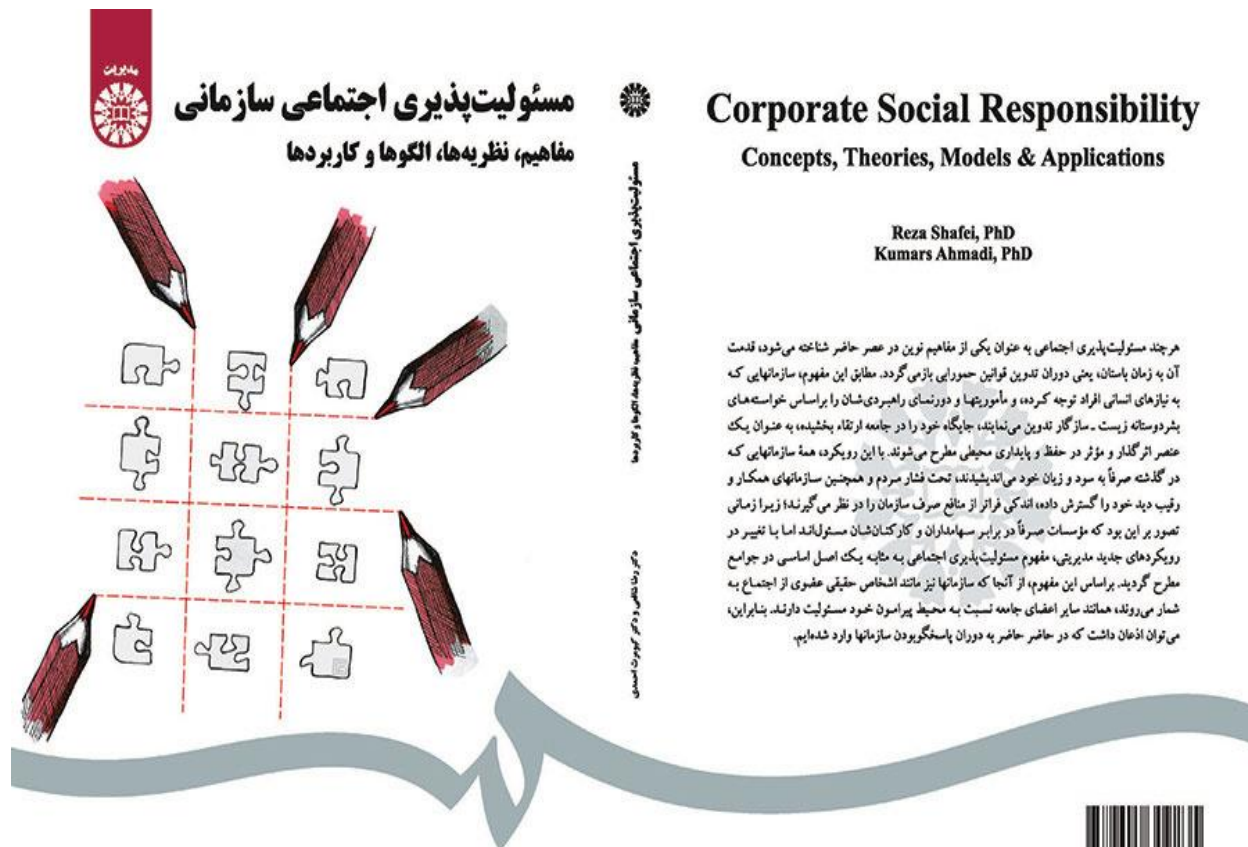 مدیریت
مسئولیت‌پذیری اجتماعی سازمانی
مفاهیم، نظریه‌ها، الگوها و کاربردها
مسئولیت‌پذیری اجتماعی سازمانی مفاهیم، نظریه‌ها، الگوها و کاربردها
دکتر رضا شافعی و دکتر کیومرث احمدی
Corporate Social Responsibility
Concepts, Theories, Models & Applications
Reza Shafei, PhD
Kumars Ahmadi, PhD
هرچند مسئولیت‌پذیری اجتماعی به عنوان یکی از مفاهیم نوین در عصر حاضر شناخته می‌شود، قدمت
آن به زمان باستان، یعنی دوران تدوین قوانین حمورابی بازمی‌گردد. مطابق این مفهوم، سازمانهایی که
به نیازهای انسانی افراد توجه کرده، و مأموریتها و دورنمای راهبردی‌شان را براساس خواسته‌های
بشردوستانه زیست ـ سازگار تدوین می‌نمایند، جایگاه خود را در جامعه ارتقاء بخشیده، به عنوان یک
عنصر اثرگذار و مؤثر در حفظ و پایداری محیطی مطرح می‌شوند. با این رویکرد، همۀ سازمانهایی که
در گذشته صرفاً به سود و زیان خود می‌اندیشیدند، تحت فشار مردم و همچنین سازمانهای همکار و
رقیب دید خود را گسترش داده، اندکی فراتر از منافع صرف سازمان را در نظر می‌گیرند؛ زیرا زمانی
تصور بر این بود که مؤسسات صرفاً در برابر سهامداران و کارکنان‌شان مسئول‌اند اما با تغییر در
رویکردهای جدید مدیریتی، مفهوم مسئولیت‌پذیری اجتماعی به مثابه یک اصل اساسی در جوامع
مطرح گردید. براساس این مفهوم، از آنجا که سازمانها نیز مانند اشخاص حقیقی عضوی از اجتماع به
شمار می‌روند، همانند سایر اعضای جامعه نسبت به محیط پیرامون خود مسئولیت دارند. بنابراین،
می‌توان اذعان داشت که در حاضر حاضر به دوران پاسخگوبودن سازمانها وارد شده‌ایم.